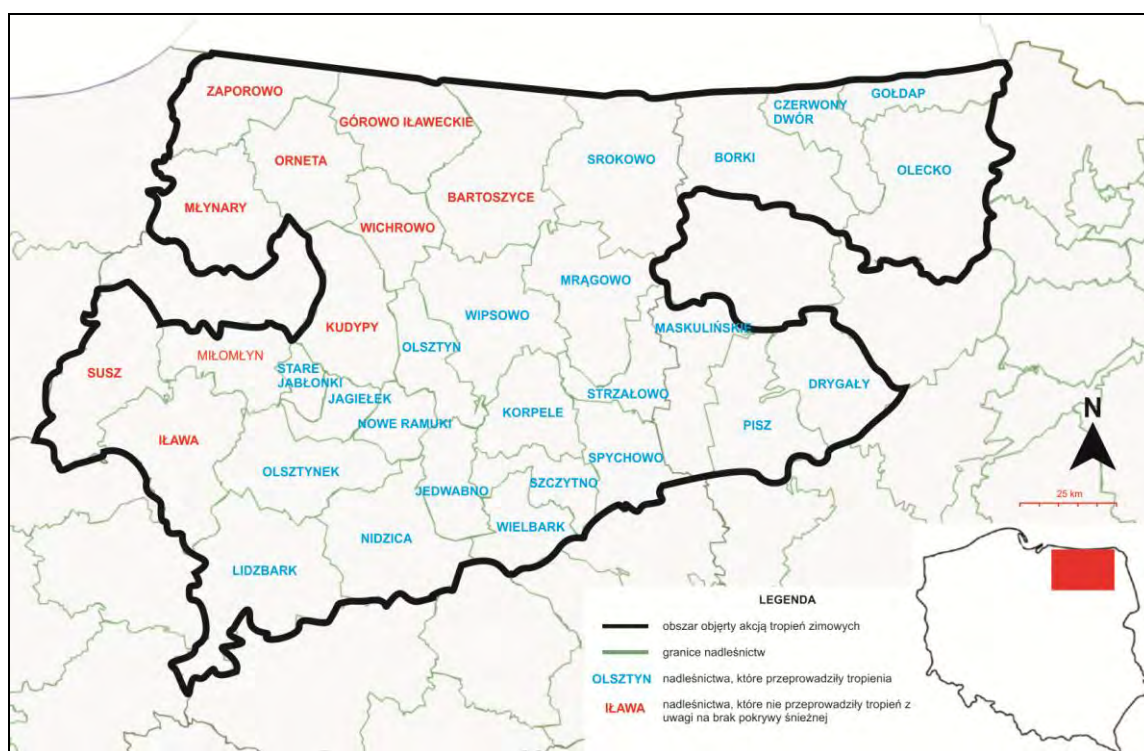 ZAPOROWO
GÓROWO IŁAWECKIE
ORNETA
MŁYNARY
WICHROWO
BARTOSZYCE
SROKOWO
BORKI
CZERWONY
DWÓR
GOŁDAP
OLECKO
MRĄGOWO
WIPSOWO
KUDYPY
OLSZTYN
MASKULIŃSKIE
SUSZ
MIŁOMŁYN
STARE
JABŁONKI
JAGIEŁEK
NOWE RAMUKI
KORPELE
STRZAŁOWO
DRYGAŁY
PISZ
IŁAWA
OLSZTYNEK
SPYCHOWO
JEDWABNO
SZCZYTNO
WIELBARK
NIDZICA
LIDZBARK
N
25 km
LEGENDA
obszar objęrty akcją tropień zimowych
granice nadleśnictw
OLSZTYN nadleśnictwa, które przeprowadziły tropienia
IŁAWA nadleśnictwa, które nie przeprowadziły tropień z
uwagi na brak pokrywy śnieżnej